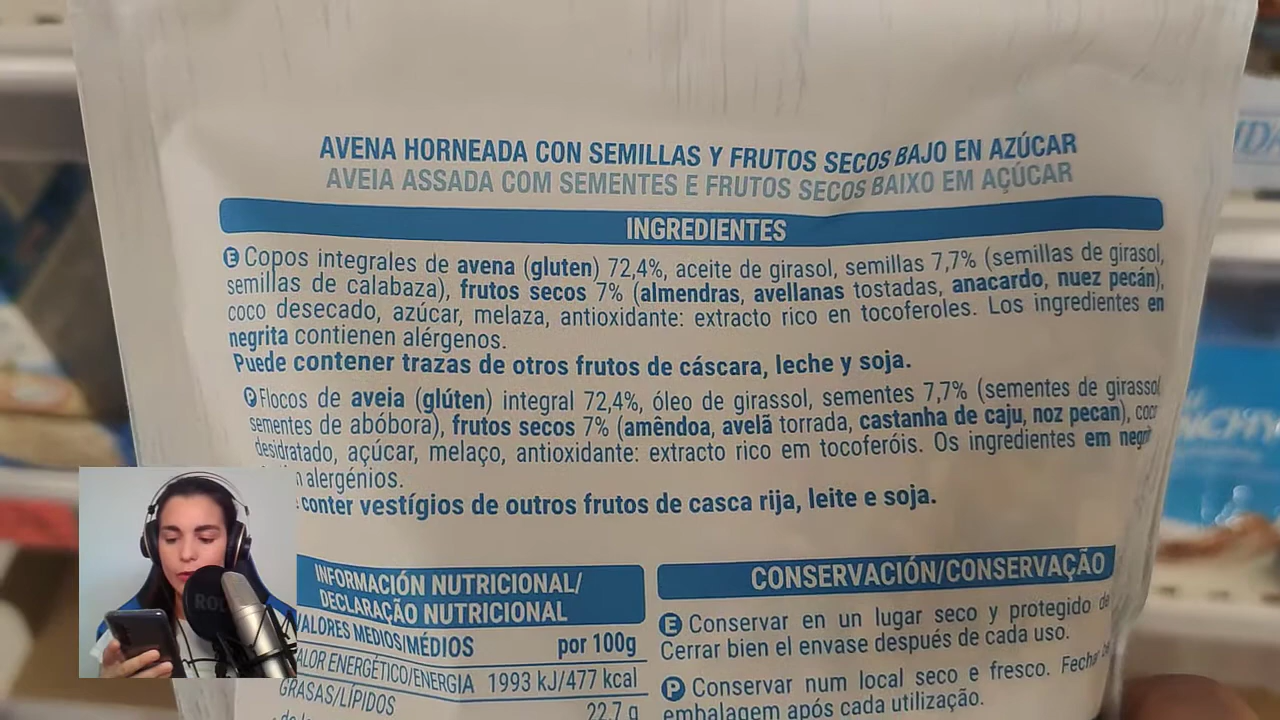 AVENA HORNEADA CON SEMILLAS Y FRUTOS SECOS BAJO EN AZÚCAR
AVEIA ASSADA COM SEMENTES E FRUTOS SECOS BAIXO EM AÇÚCAR
INGREDIENTES
E Copos integrales de avena (gluten) 72,4%, aceite de girasol, semillas 7,7% (semillas de girasol,
semillas de calabaza), frutos secos 7% (almendras, avellanas tostadas, anacardo, nuez pecán),
coco desecado, azúcar, melaza, antioxidante: extracto rico en tocoferoles. Los ingredientes en
negrita contienen alérgenos.
Puede contener trazas de otros frutos de cáscara, leche y soja.
P Flocos de aveia (glúten) integral 72,4%, óleo de girassol, sementes 7,7% (sementes de girassol
sementes de abóbora), frutos secos 7% (amêndoa, avelã torrada, castanha de caju, noz pecan),
desidratado, açúcar, melaço, antioxidante: extracto rico em tocoferóis. Os ingredientes em
alergénios.
conter vestígios de outros frutos de casca rija, leite e soja.
INFORMACIÓN NUTRICIONAL/
DECLARAÇÃO NUTRICIONAL
VALORES MEDIOS/MÉDIOS por 100g
ALOR ENERGÉTICO/ENERGIA 1993 kJ/477 kcal
GRASAS/LÍPIDOS 22,7 g
CONSERVACIÓN/CONSERVAÇÃO
E Conservar en un lugar seco y protegido de
Cerrar bien el envase después de cada uso.
P Conservar num local seco e fresco. Fechar
embalagem após cada utilização.